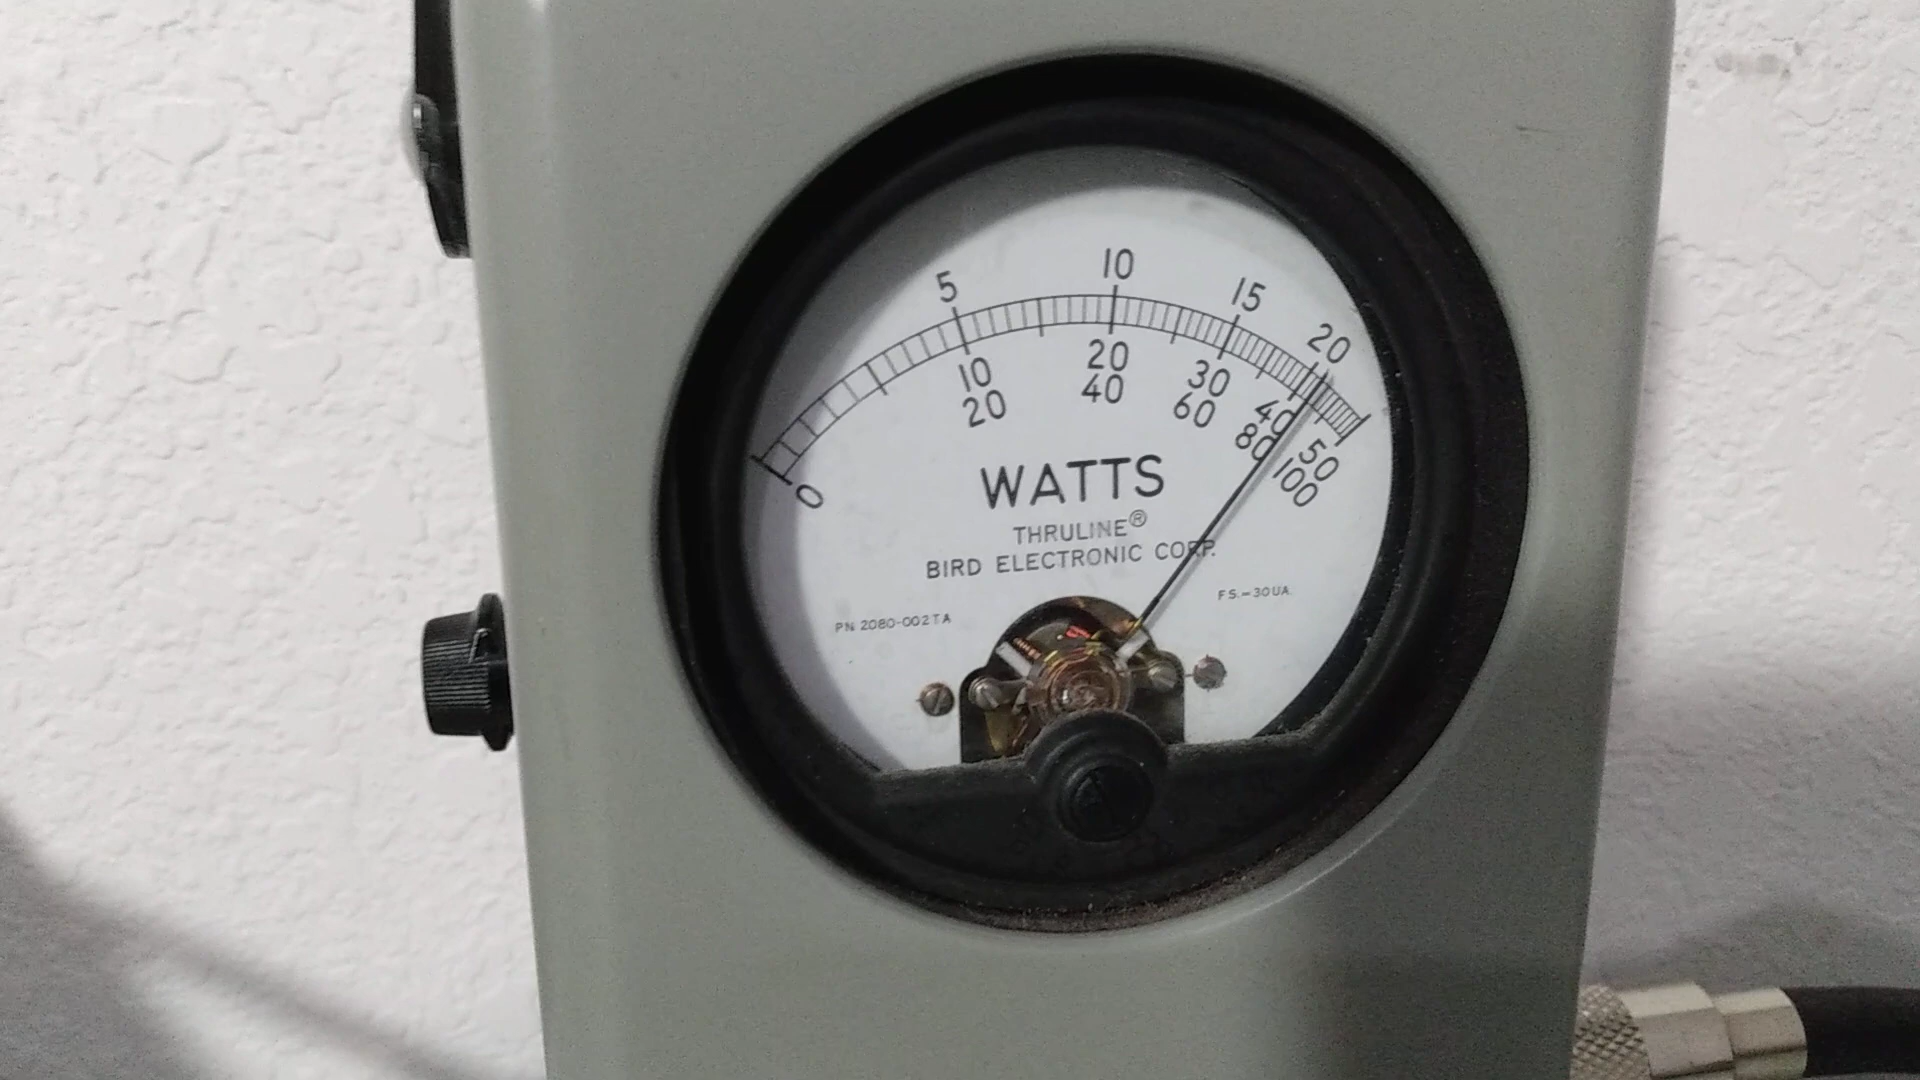 5 10 15 20
10 20 30 40 50
0 20 40 60 80 100
WATTS
THRULINE®
BIRD ELECTRONIC CORP.
PN 2080-002TA
F S.-30UA.